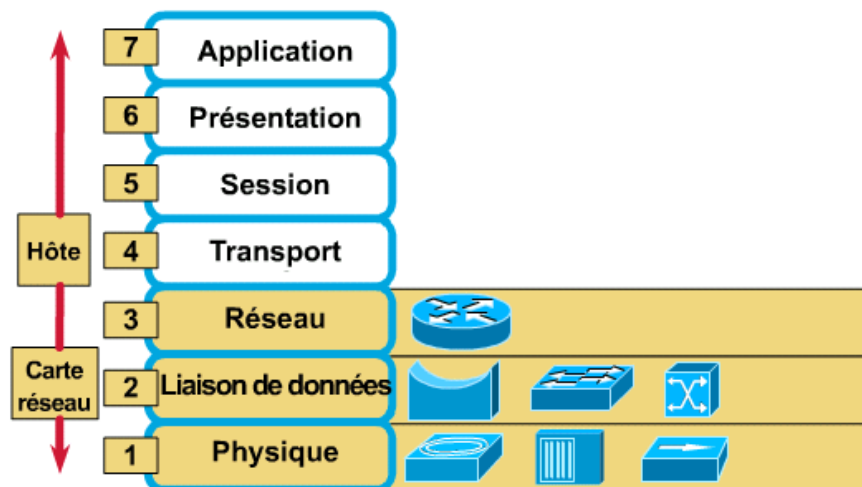 7 Application
6 Présentation
5 Session
Hôte
4 Transport
3 Réseau
Carte
réseau
2 Liaison de données
1 Physique